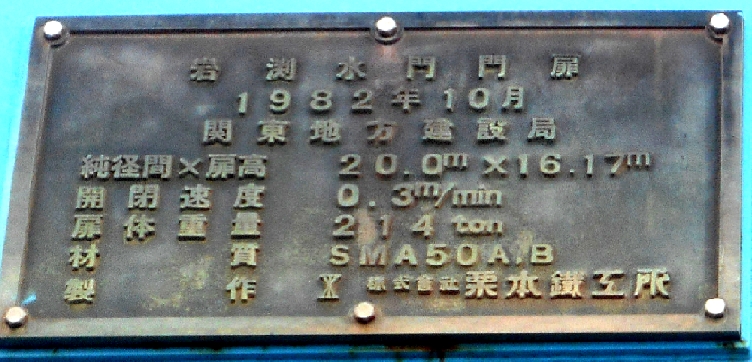 岩渕水門門扉
1982年10月
関東地方建設局
純径間×扉高 20.0m×16.17m
開閉速度 0.3m/min
扉体重量 214 ton
材質 SMA50A.B
製作 株式会社 栗本鐵工所